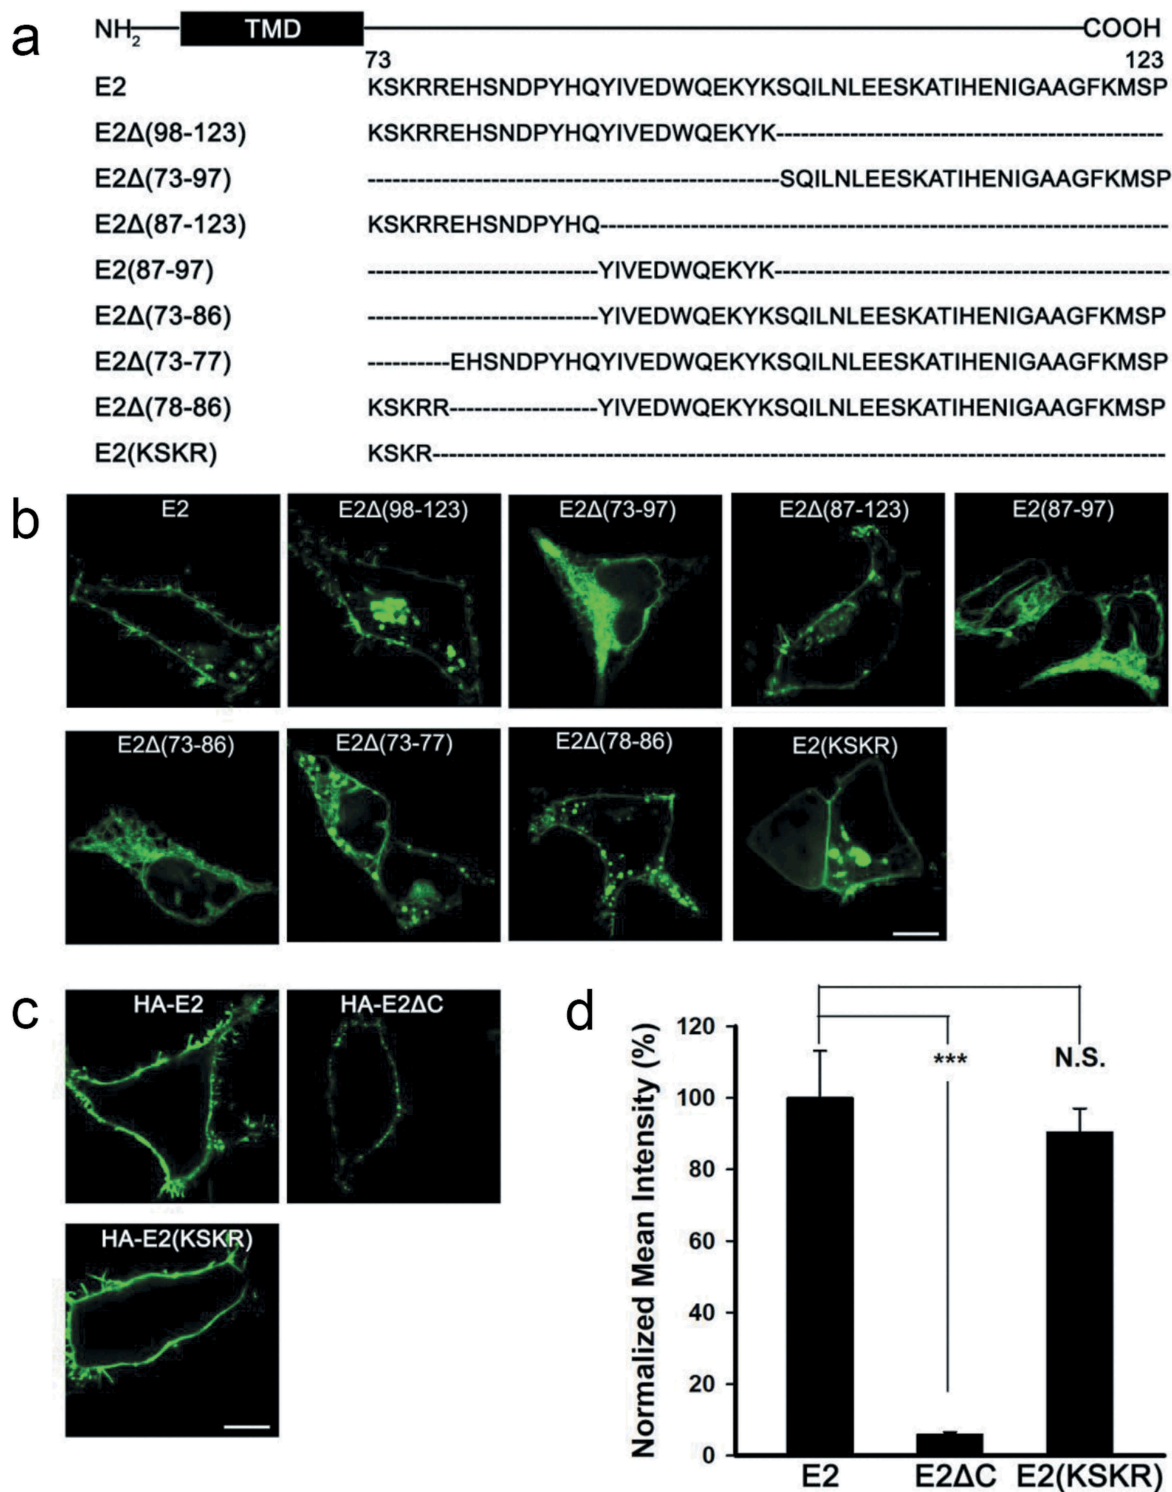 a
NH2 TMD COOH
73 123
E2 KSKRREHSNDPYHQYIVEDWQEKYKSQILNLEESKATIHENIGAAGFKMSP
E2Δ(98-123) KSKRREHSNDPYHQYIVEDWQEKYK-----------------------------------------------
E2Δ(73-97) --------------------------------------------------SQILNLEESKATIHENIGAAGFKMSP
E2Δ(87-123) KSKRREHSNDPYHQ----------------------------------------------------------------------
E2(87-97) ----------------------------YIVEDWQEKYK------------------------------------------------
E2Δ(73-86) ----------------------------YIVEDWQEKYKSQILNLEESKATIHENIGAAGFKMSP
E2Δ(73-77) ----------EHSNDPYHQYIVEDWQEKYKSQILNLEESKATIHENIGAAGFKMSP
E2Δ(78-86) KSKRR------------------YIVEDWQEKYKSQILNLEESKATIHENIGAAGFKMSP
E2(KSKR) KSKR------------------------------------------------------------------------------------------
b
E2 E2Δ(98-123) E2Δ(73-97) E2Δ(87-123) E2(87-97)
E2Δ(73-86) E2Δ(73-77) E2Δ(78-86) E2(KSKR)
c
HA-E2 HA-E2ΔC
HA-E2(KSKR)
d
Normalized Mean Intensity (%)
120
100
80
60
40
20
0
*** N.S.
E2 E2ΔC E2(KSKR)